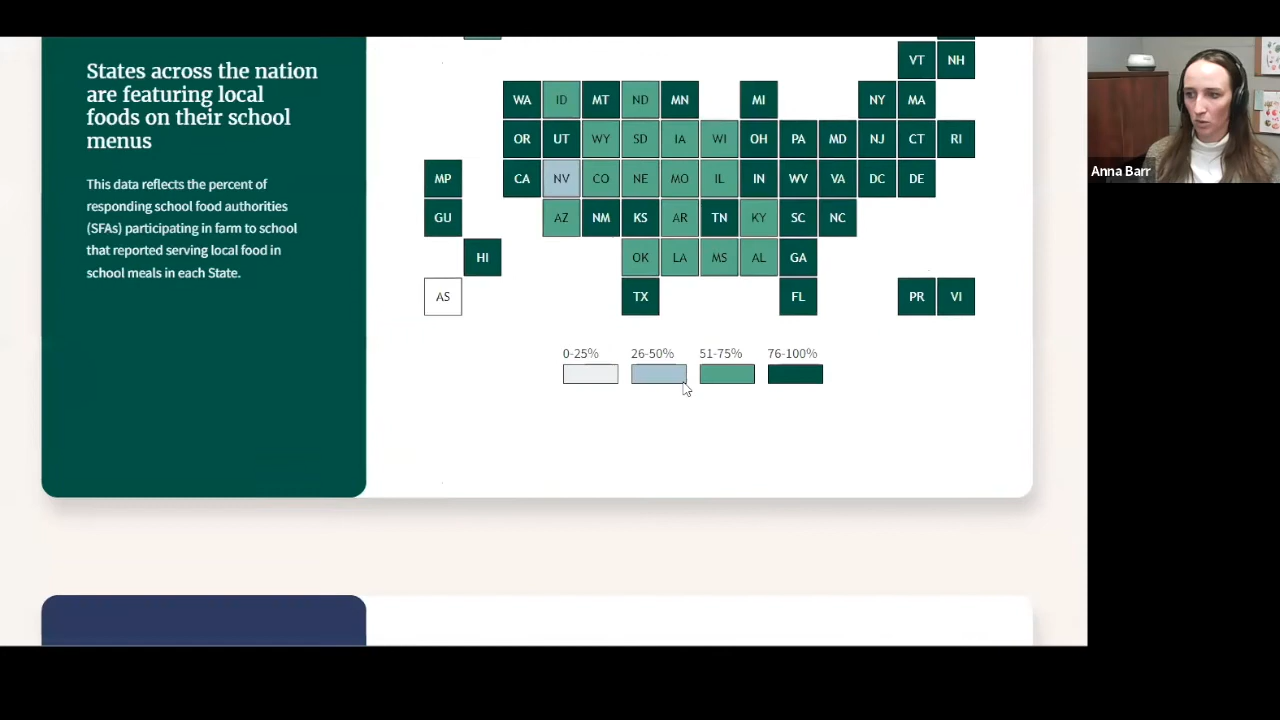 States across the nation
are featuring local
foods on their school
menus
This data reflects the percent of
responding school food authorities
(SFAs) participating in farm to school
that reported serving local food in
school meals in each State.
VT NH
WA ID MT ND MN MI NY MA
OR UT WY SD IA WI OH PA MD NJ CT RI
MP CA NV CO NE MO IL IN WV VA DC DE
GU AZ NM KS AR TN KY SC NC
HI OK LA MS AL GA
AS TX FL PR VI
0-25% 26-50% 51-75% 76-100%
Anna Barr